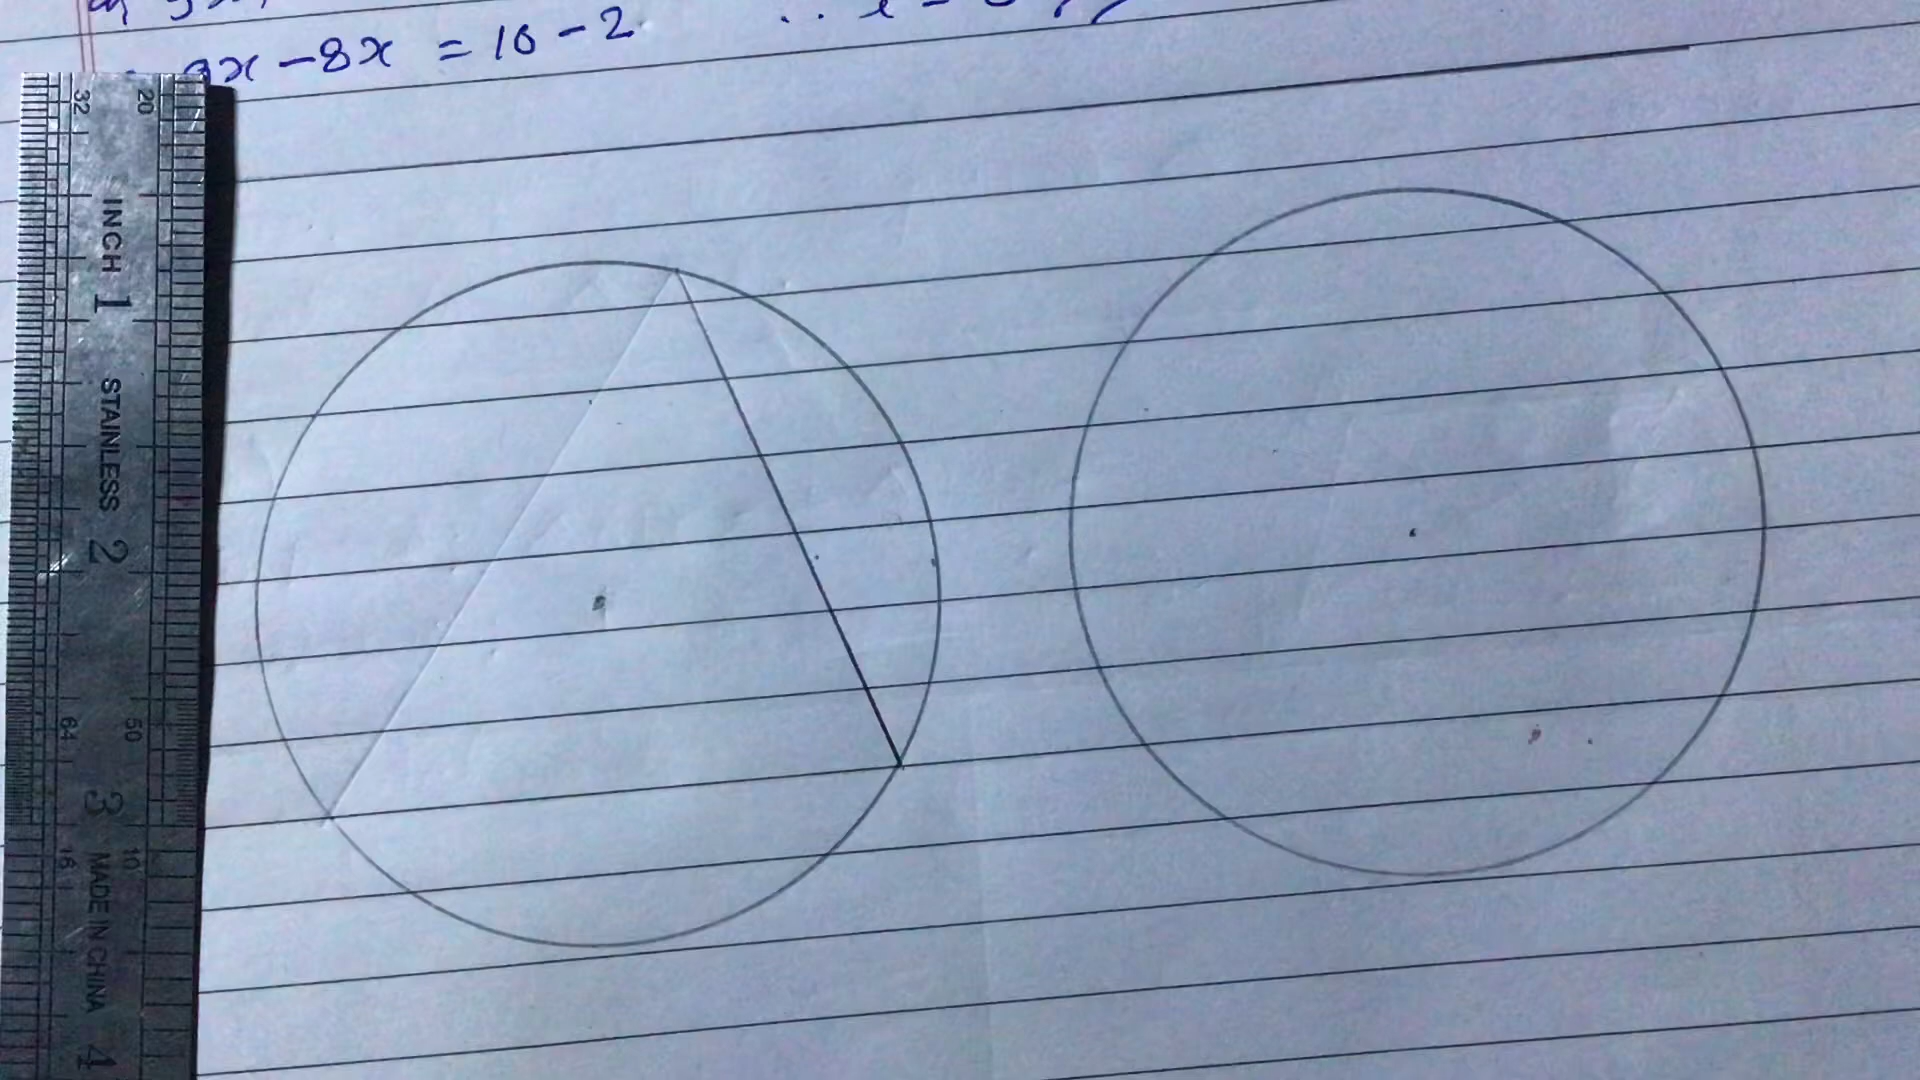 9x - 8x = 10 - 2
32 20
INCH 1 STAINLESS 2
64 50
3 MADE IN CHINA 4
16 10